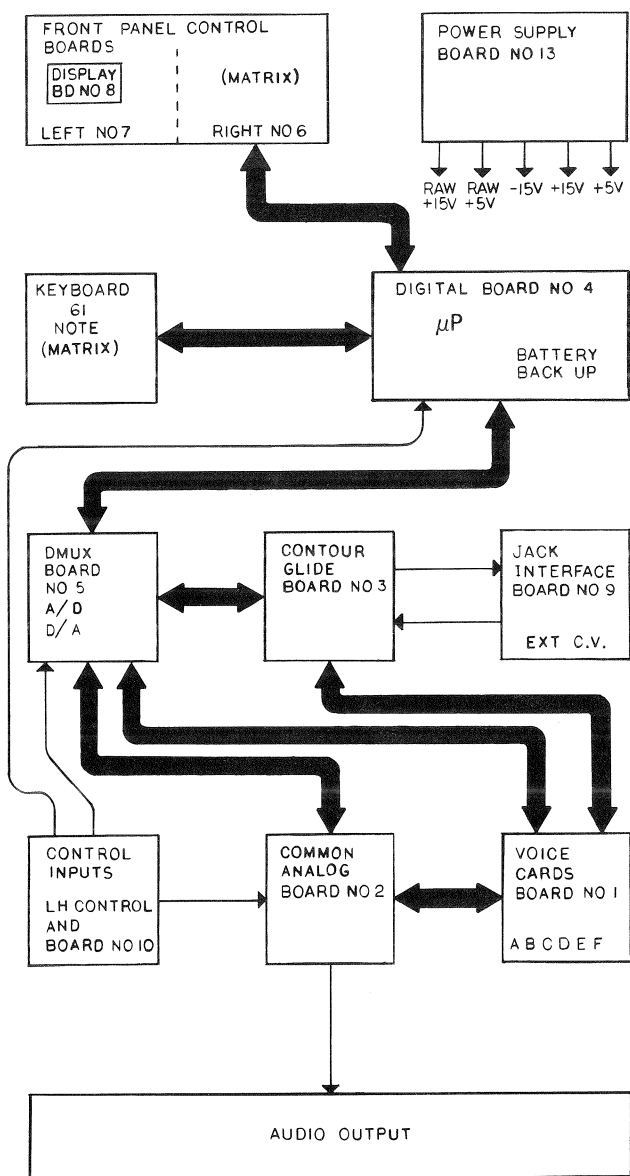 FRONT PANEL CONTROL
BOARDS
DISPLAY
BD NO 8
(MATRIX)
LEFT NO 7
RIGHT NO 6
POWER SUPPLY
BOARD NO 13
RAW
+15V
RAW
+5V
-15V
+15V
+5V
KEYBOARD
61
NOTE
(MATRIX)
DIGITAL BOARD NO 4
µP
BATTERY
BACK UP
DMUX
BOARD
NO 5
A/D
D/A
CONTOUR
GLIDE
BOARD NO 3
JACK
INTERFACE
BOARD NO 9
EXT C.V.
CONTROL
INPUTS
LH CONTROL
AND
BOARD NO 10
COMMON
ANALOG
BOARD NO 2
VOICE
CARDS
BOARD NO 1
A B C D E F
AUDIO OUTPUT